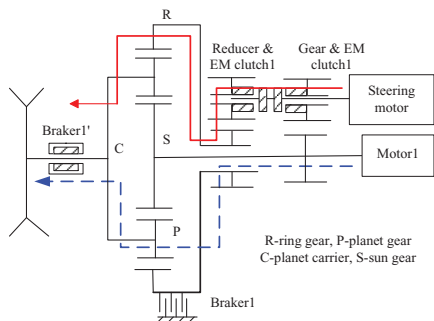 R
Reducer &
EM clutch1
Gear & EM
clutch1
Steering
motor
Braker1'
C
S
Motor1
P
R-ring gear, P-planet gear
C-planet carrier, S-sun gear
Braker1